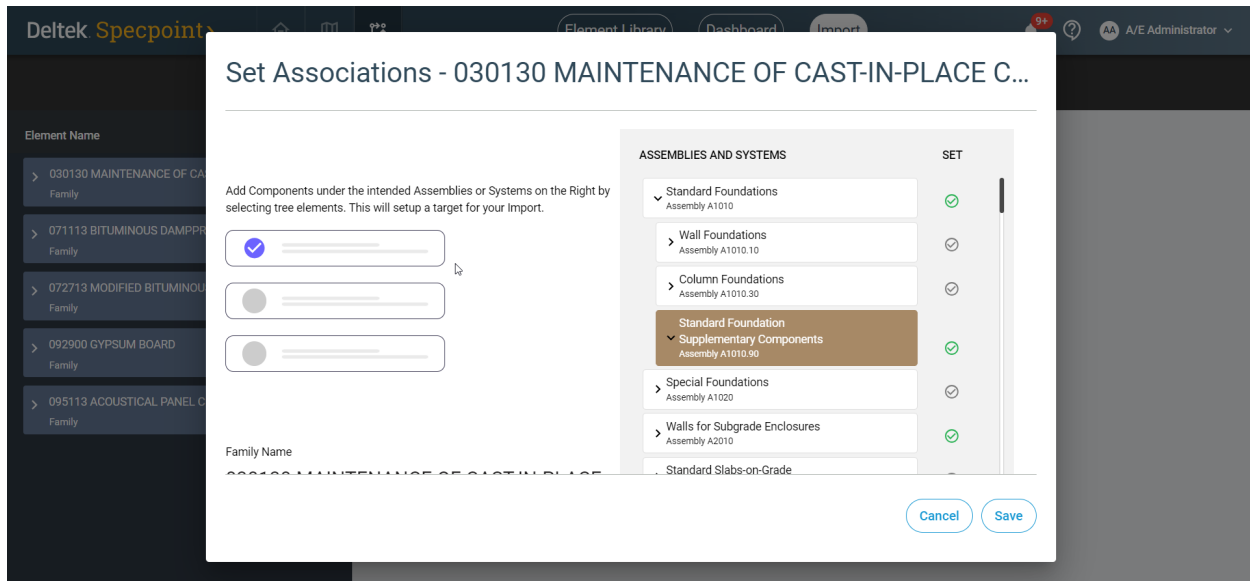 Deltek. Specpoint
Element Library
Dashboard
Import
9+
AA
A/E Administrator
Set Associations - 030130 MAINTENANCE OF CAST-IN-PLACE C...
Element Name
030130 MAINTENANCE OF CA
Family
071113 BITUMINOUS DAMPPR
Family
072713 MODIFIED BITUMINOU
Family
092900 GYPSUM BOARD
Family
095113 ACOUSTICAL PANEL C
Family
Add Components under the intended Assemblies or Systems on the Right by
selecting tree elements. This will setup a target for your Import.
Family Name
ASSEMBLIES AND SYSTEMS
SET
Standard Foundations
Assembly A1010
Wall Foundations
Assembly A1010.10
Column Foundations
Assembly A1010.30
Standard Foundation
Supplementary Components
Assembly A1010.90
Special Foundations
Assembly A1020
Walls for Subgrade Enclosures
Assembly A2010
Standard Slabs-on-Grade
Cancel
Save